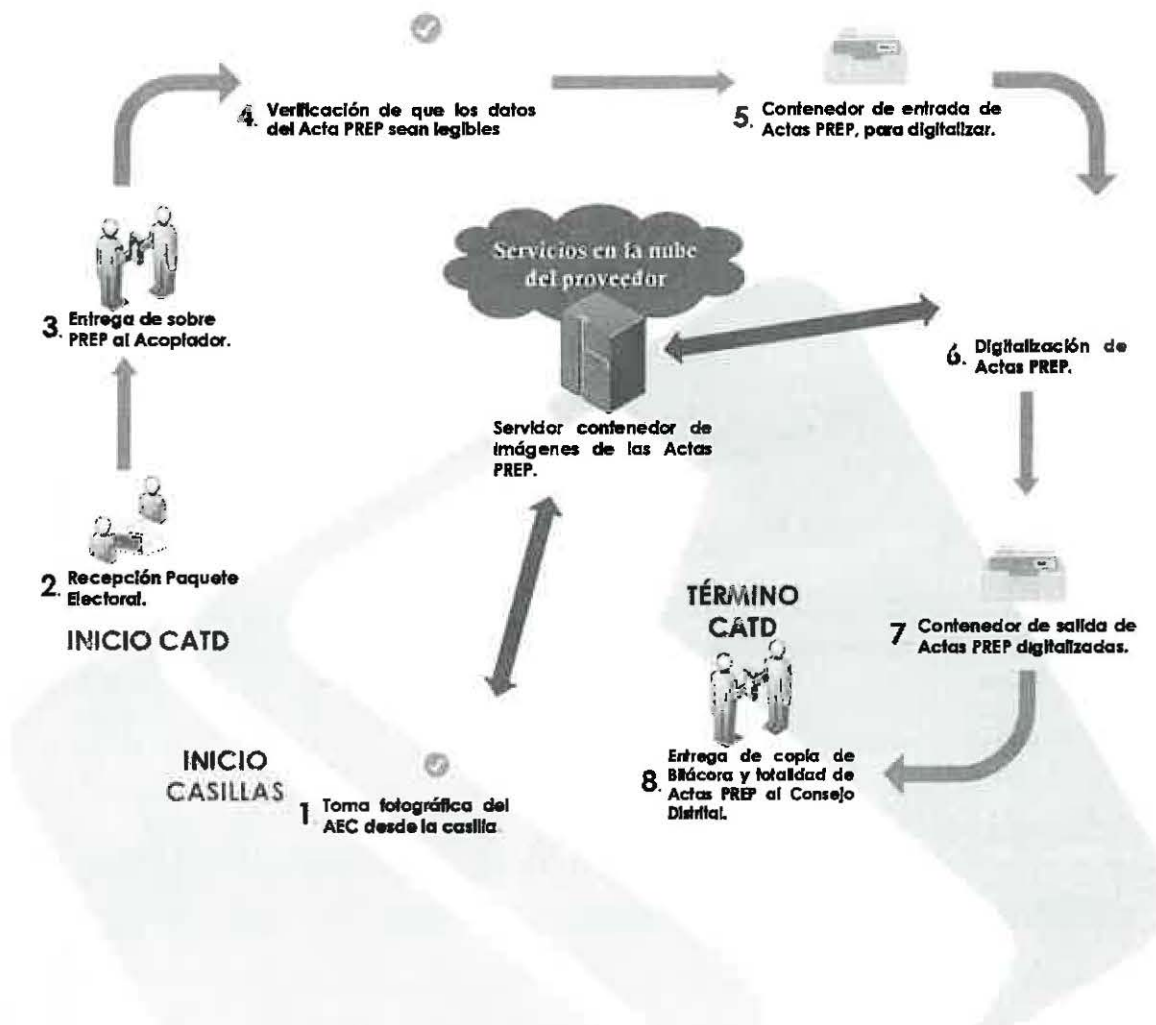 4. Verificación de que los datos
del Acta PREP sean legibles
5. Contenedor de entrada de
Actas PREP, para digitalizar.
Servicios en la nube
del proveedor
3. Entrega de sobre
PREP al Acopiador.
6. Digitalización de
Actas PREP.
Servidor contenedor de
imágenes de las Actas
PREP.
2. Recepción Paquete
Electoral.
INICIO CATD
TÉRMINO
CATD
7 Contenedor de salida de
Actas PREP digitalizadas.
INICIO
CASILLAS
1. Toma fotográfica del
AEC desde la casilla.
8. Entrega de copia de
Bitácora y totalidad de
Actas PREP al Consejo
Distrital.